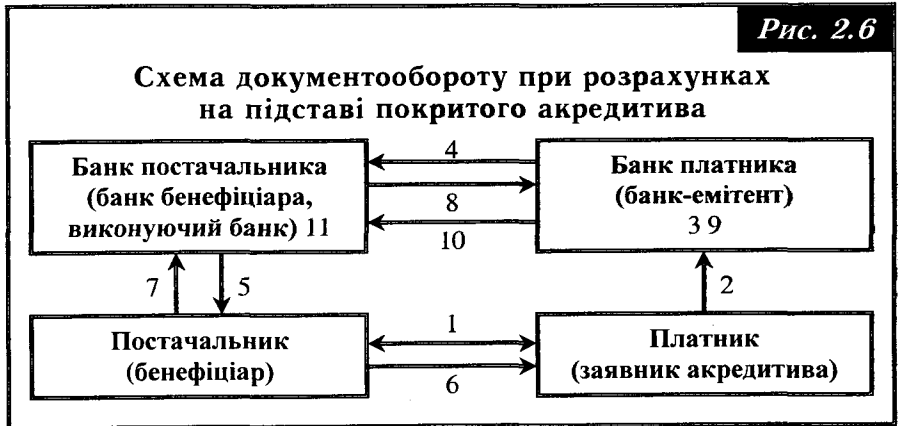 Рис. 2.6
Схема документообороту при розрахунках
на підставі покритого акредитива
Банк постачальника
(банк бенефіціара,
виконуючий банк) 11
4
8
10
Банк платника
(банк-емітент)
3 9
7
5
2
Постачальник
(бенефіціар)
1
6
Платник
(заявник акредитива)